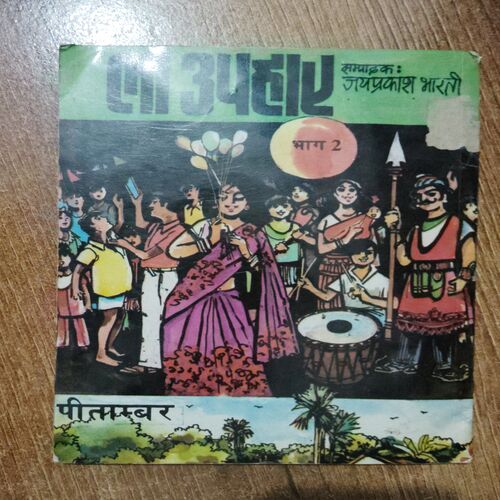 लो उपहार
सम्पादक :
जयप्रकाश भारती
भाग 2
पीताम्बर